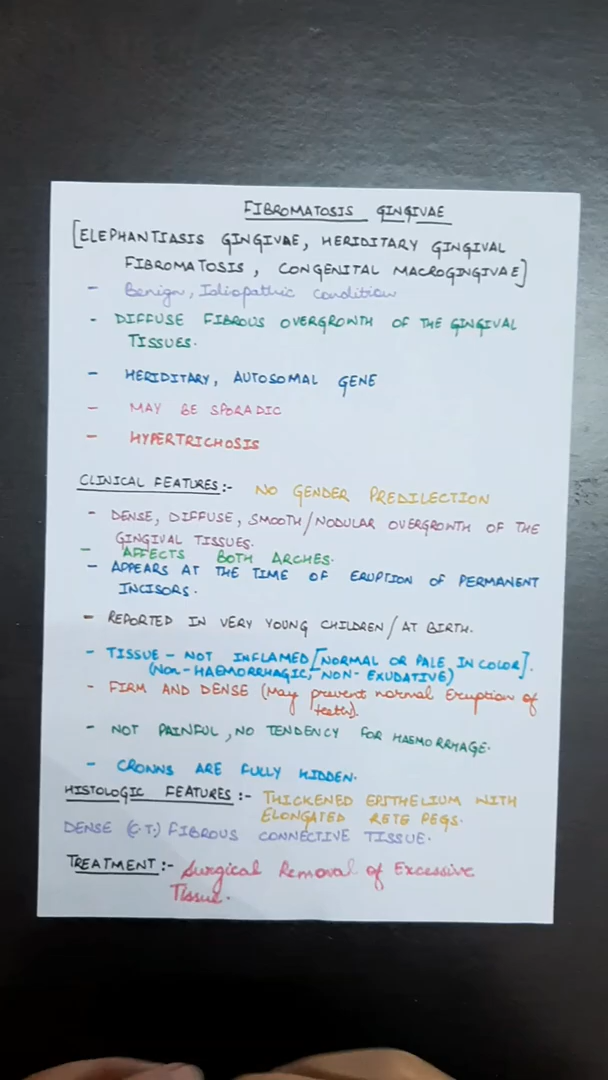 FIBROMATOSIS GINGIVAE
[ELEPHANTIASIS GINGIVAE, HERIDITARY GINGIVAL
FIBROMATOSIS, CONGENITAL MACROGINGIVAE]
- Benign, Idiopathic condition
- DIFFUSE FIBROUS OVERGROWTH OF THE GINGIVAL
TISSUES.
- HERIDITARY, AUTOSOMAL GENE
- MAY BE SPORADIC
- HYPERTRICHOSIS
CLINICAL FEATURES:- NO GENDER PREDILECTION
- DENSE, DIFFUSE, SMOOTH/NODULAR OVERGROWTH OF THE
GINGIVAL TISSUES.
- AFFECTS BOTH ARCHES.
- APPEARS AT THE TIME OF ERUPTION OF PERMANENT
INCISORS.
- REPORTED IN VERY YOUNG CHILDREN/AT BIRTH.
- TISSUE - NOT INFLAMED [NORMAL OR PALE IN COLOR].
(NON-HAEMORRHAGIC, NON-EXUDATIVE)
- FIRM AND DENSE (May prevent normal Eruption of
teeth).
- NOT PAINFUL, NO TENDENCY FOR HAEMORRHAGE.
- CROWNS ARE FULLY HIDDEN.
HISTOLOGIC FEATURES:- THICKENED EPITHELIUM WITH
ELONGATED RETE PEGS.
DENSE (C.T.) FIBROUS CONNECTIVE TISSUE.
TREATMENT:- Surgical Removal of Excessive
Tissue.